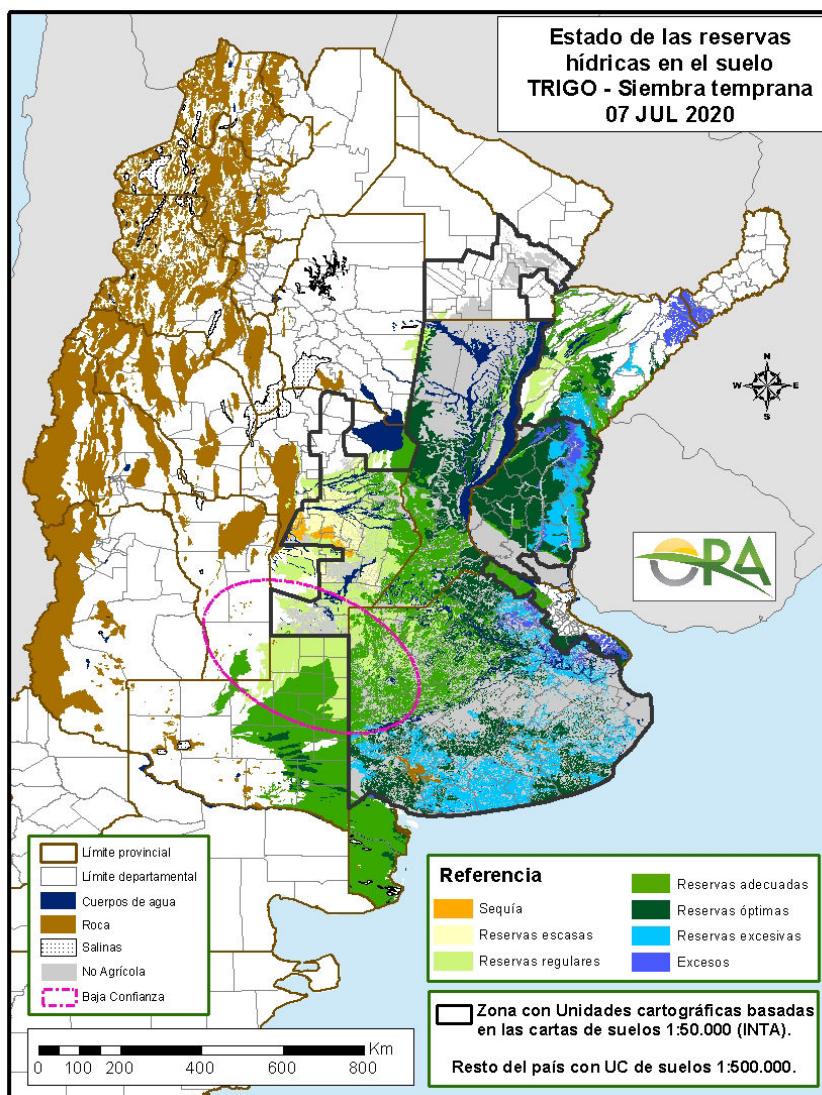 Estado de las reservas
hídricas en el suelo
TRIGO - Siembra temprana
07 JUL 2020
N
W E
S
ORA
Límite provincial
Límite departamental
Cuerpos de agua
Roca
Salinas
No Agrícola
Baja Confianza
Referencia
Sequía
Reservas escasas
Reservas regulares
Reservas adecuadas
Reservas óptimas
Reservas excesivas
Excesos
Zona con Unidades cartográficas basadas
en las cartas de suelos 1:50.000 (INTA).
Resto del país con UC de suelos 1:500.000.
Km
0 100 200 400 600 800